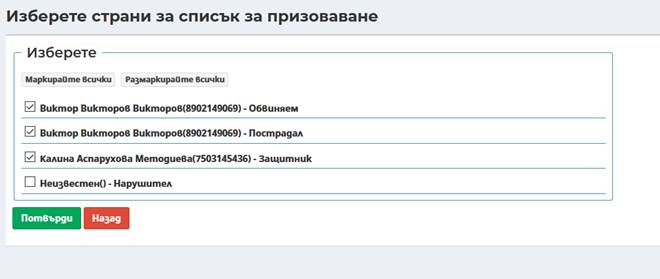 Изберете страни за списък за призоваване
Изберете
Маркирайте всички Размаркирайте всички
Виктор Викторов Викторов(8902149069) - Обвиняем
Виктор Викторов Викторов(8902149069) - Пострадал
Калина Аспарухова Методиева(7503145436) - Защитник
Неизвестен() - Нарушител
Потвърди Назад